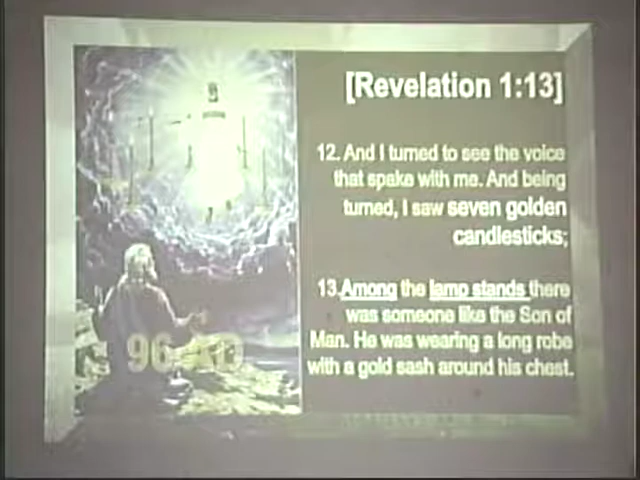 [Revelation 1:13]
12. And I turned to see the voice
that spake with me. And being
turned, I saw seven golden
candlesticks;
13.Among the lamp stands there
was someone like the Son of
Man. He was wearing a long robe
with a gold sash around his chest.
96 AD